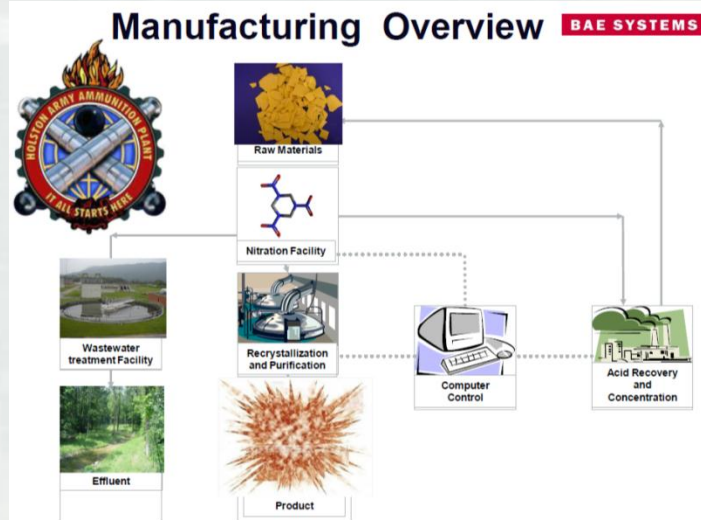 Manufacturing Overview
BAE SYSTEMS
HOLSTON ARMY AMMUNITION PLANT
IT ALL STARTS HERE
Raw Materials
Nitration Facility
Wastewater
treatment Facility
Recrystallization
and Purification
Computer
Control
Acid Recovery
and
Concentration
Effluent
Product